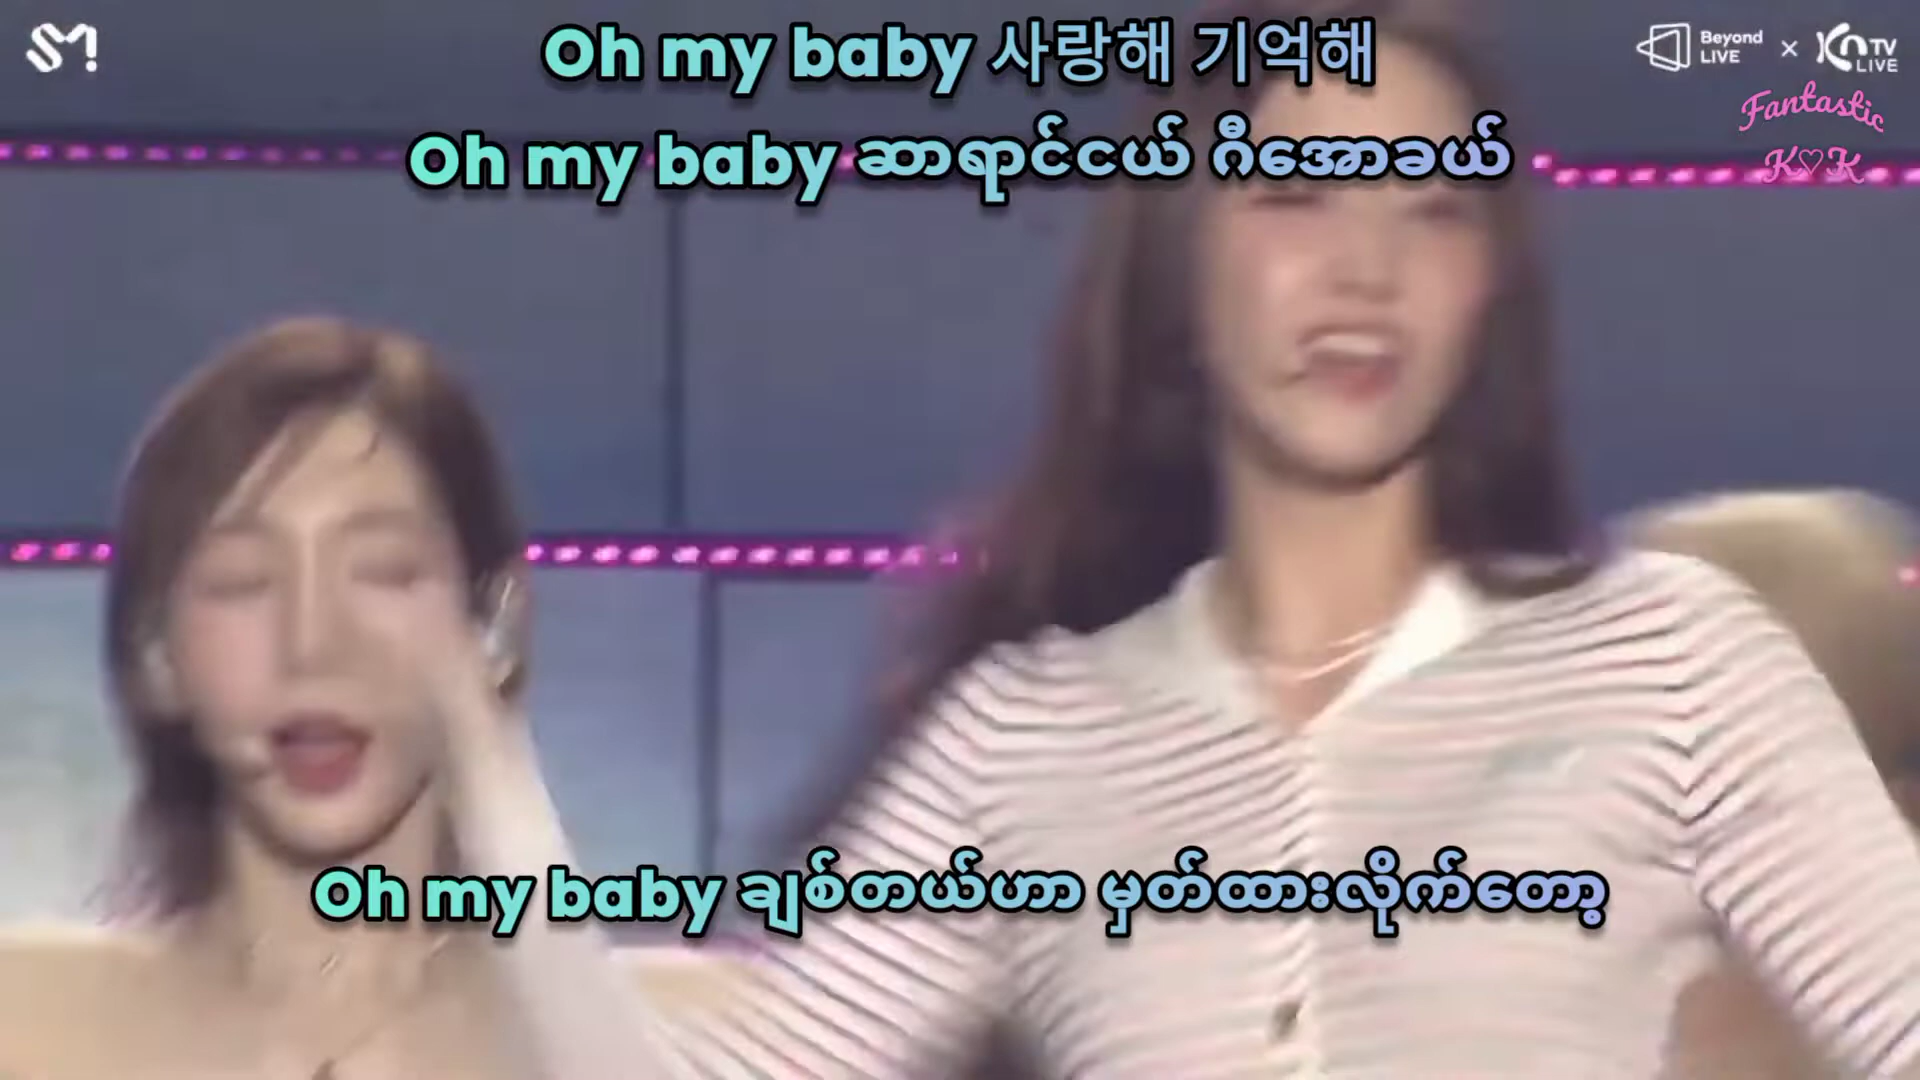 SM!
Oh my baby 사랑해 기억해
Beyond LIVE × KNTV LIVE
Fantastic K♡K
Oh my baby ဆာရာင်ငယ် ဂီအောခယ်
Oh my baby ချစ်တယ်ဟာ မှတ်ထားလိုက်တော့